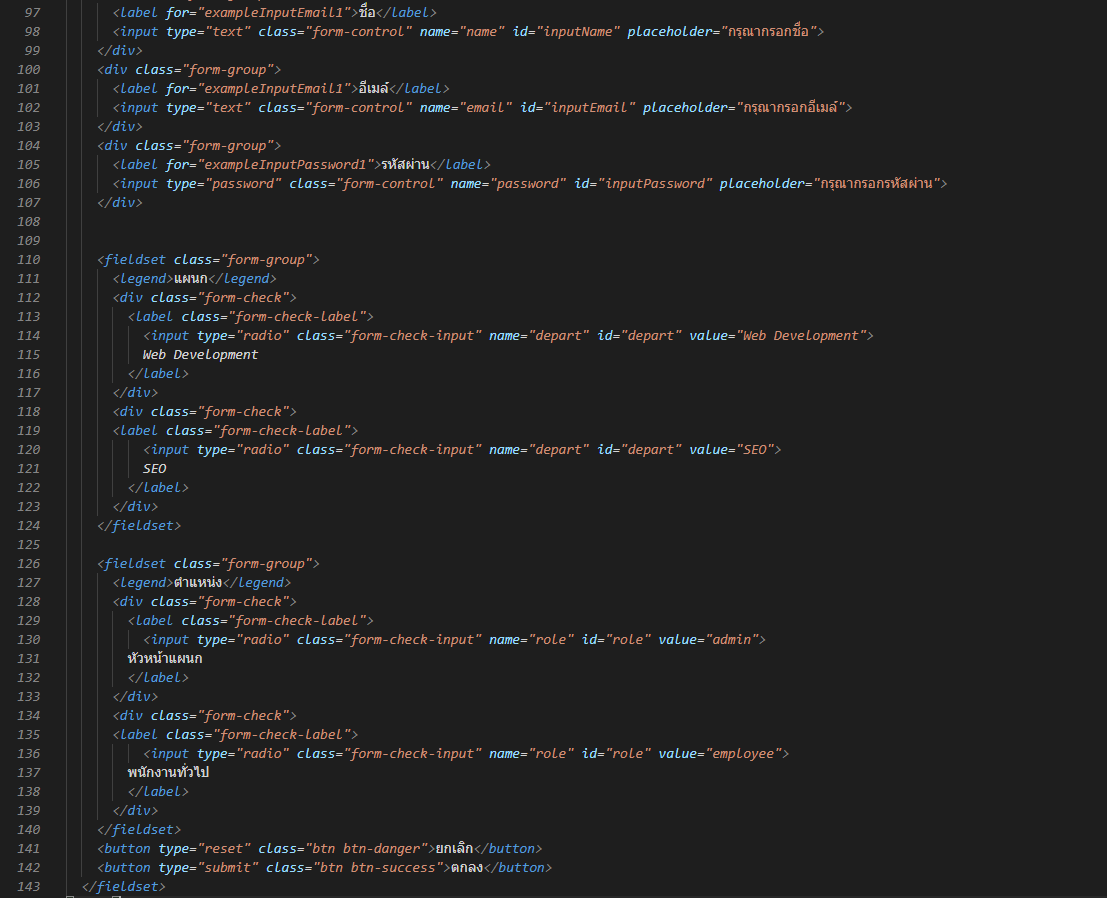 97 <label for="exampleInputEmail1">ชื่อ</label>
98 <input type="text" class="form-control" name="name" id="inputName" placeholder="กรุณากรอกชื่อ">
99 </div>
100 <div class="form-group">
101 <label for="exampleInputEmail1">อีเมล์</label>
102 <input type="text" class="form-control" name="email" id="inputEmail" placeholder="กรุณากรอกอีเมล์">
103 </div>
104 <div class="form-group">
105 <label for="exampleInputPassword1">รหัสผ่าน</label>
106 <input type="password" class="form-control" name="password" id="inputPassword" placeholder="กรุณากรอกรหัสผ่าน">
107 </div>
108
109
110 <fieldset class="form-group">
111 <legend>แผนก</legend>
112 <div class="form-check">
113 <label class="form-check-label">
114 <input type="radio" class="form-check-input" name="depart" id="depart" value="Web Development">
115 Web Development
116 </label>
117 </div>
118 <div class="form-check">
119 <label class="form-check-label">
120 <input type="radio" class="form-check-input" name="depart" id="depart" value="SEO">
121 SEO
122 </label>
123 </div>
124 </fieldset>
125
126 <fieldset class="form-group">
127 <legend>ตำแหน่ง</legend>
128 <div class="form-check">
129 <label class="form-check-label">
130 <input type="radio" class="form-check-input" name="role" id="role" value="admin">
131 หัวหน้าแผนก
132 </label>
133 </div>
134 <div class="form-check">
135 <label class="form-check-label">
136 <input type="radio" class="form-check-input" name="role" id="role" value="employee">
137 พนักงานทั่วไป
138 </label>
139 </div>
140 </fieldset>
141 <button type="reset" class="btn btn-danger">ยกเลิก</button>
142 <button type="submit" class="btn btn-success">ตกลง</button>
143 </fieldset>